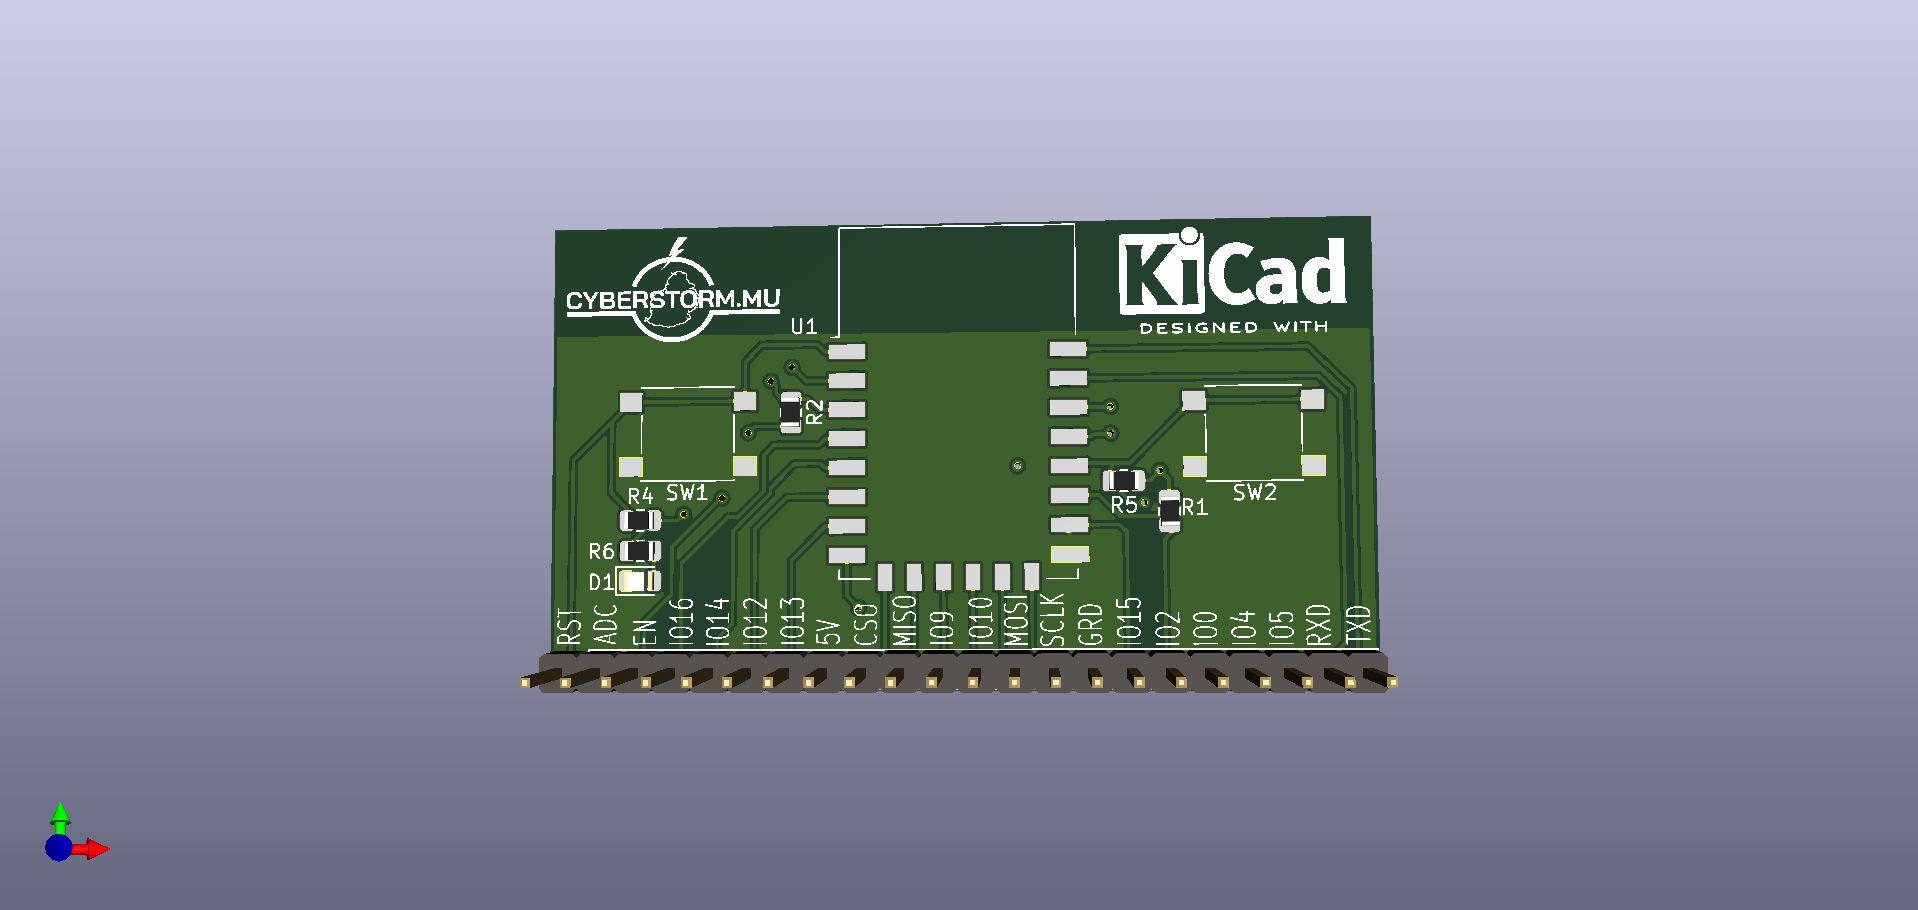 CYBERSTORM.MU
KiCad
DESIGNED WITH
U1
R2
R4
SW1
R5
R1
SW2
R6
D1
RST
ADC
EN
IO16
IO14
IO12
IO13
5V
CS0
MISO
IO9
IO10
MOSI
SCLK
GRD
IO15
IO2
IO0
IO4
IO5
RXD
TXD